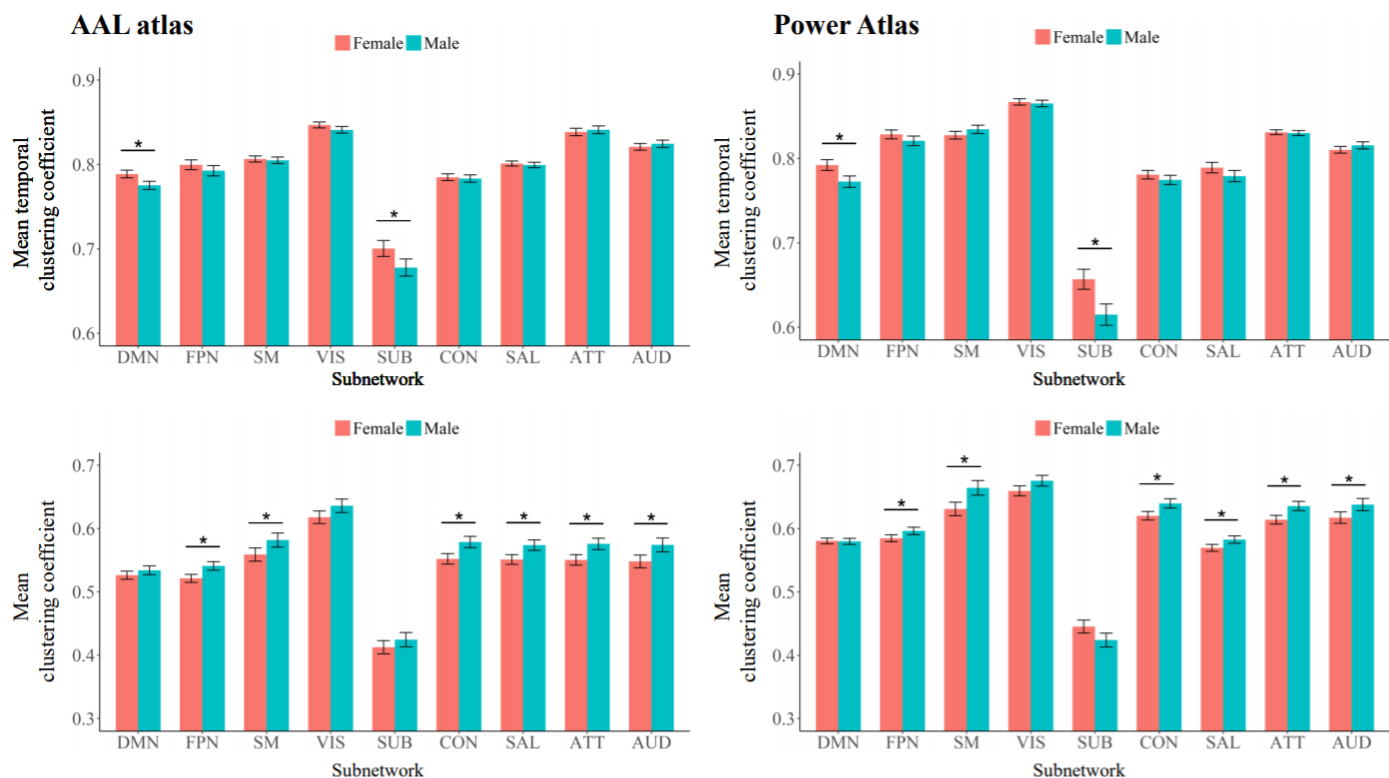 AAL atlas
Female Male
Mean temporal
clustering coefficient
0.9
0.8
0.7
0.6
*
*
DMN FPN SM VIS SUB CON SAL ATT AUD
Subnetwork
Power Atlas
Female Male
Mean temporal
clustering coefficient
0.9
0.8
0.7
0.6
*
*
DMN FPN SM VIS SUB CON SAL ATT AUD
Subnetwork
Female Male
Mean
clustering coefficient
0.7
0.6
0.5
0.4
0.3
* * * * * *
DMN FPN SM VIS SUB CON SAL ATT AUD
Subnetwork
Female Male
Mean
clustering coefficient
0.7
0.6
0.5
0.4
0.3
* * * * * *
DMN FPN SM VIS SUB CON SAL ATT AUD
Subnetwork